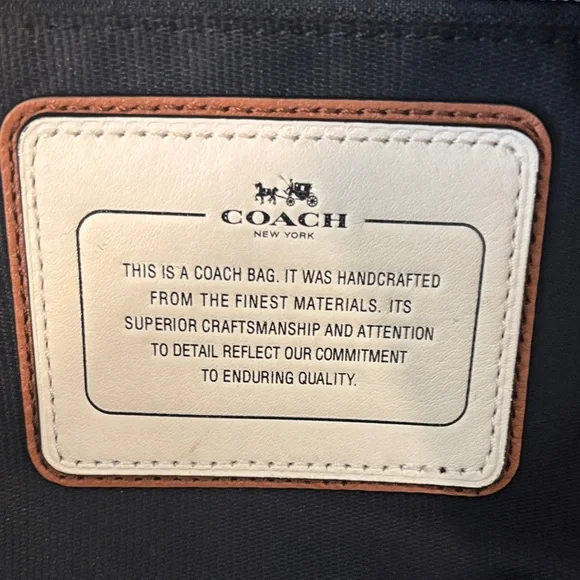 COACH
NEW YORK
THIS IS A COACH BAG. IT WAS HANDCRAFTED
FROM THE FINEST MATERIALS. ITS
SUPERIOR CRAFTSMANSHIP AND ATTENTION
TO DETAIL REFLECT OUR COMMITMENT
TO ENDURING QUALITY.